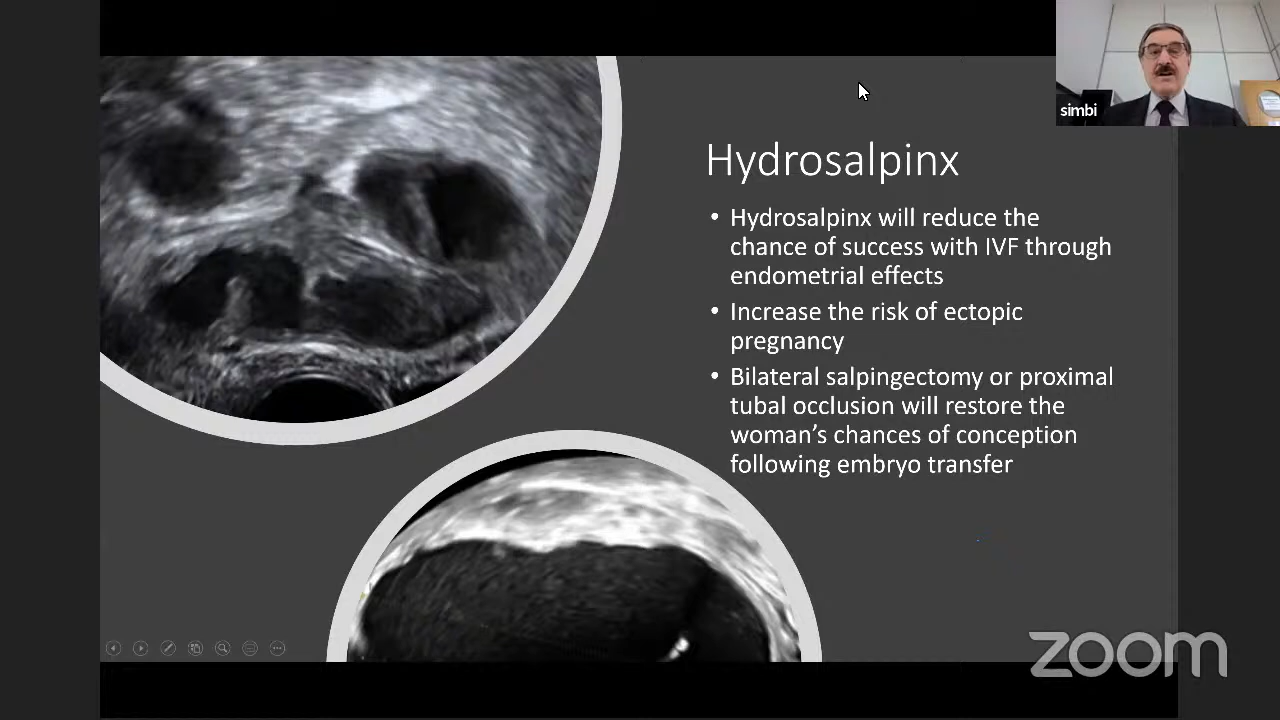 simbi
Hydrosalpinx
• Hydrosalpinx will reduce the
chance of success with IVF through
endometrial effects
• Increase the risk of ectopic
pregnancy
• Bilateral salpingectomy or proximal
tubal occlusion will restore the
woman’s chances of conception
following embryo transfer
zoom